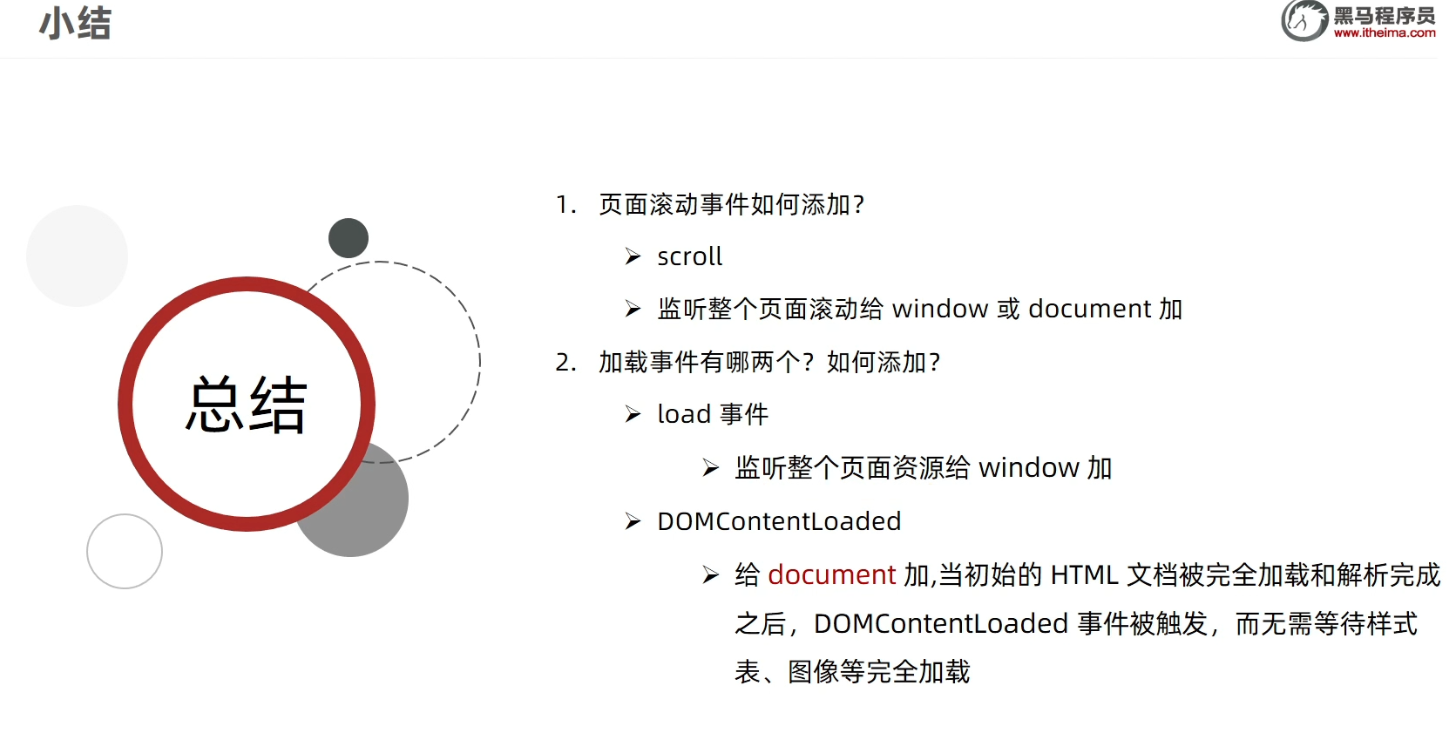 小结
黑马程序员
www.itheima.com
总结
1. 页面滚动事件如何添加？
➢ scroll
➢ 监听整个页面滚动给 window 或 document 加
2. 加载事件有哪两个？如何添加？
➢ load 事件
➢ 监听整个页面资源给 window 加
➢ DOMContentLoaded
➢ 给 document 加,当初始的 HTML 文档被完全加载和解析完成
之后，DOMContentLoaded 事件被触发，而无需等待样式
表、图像等完全加载